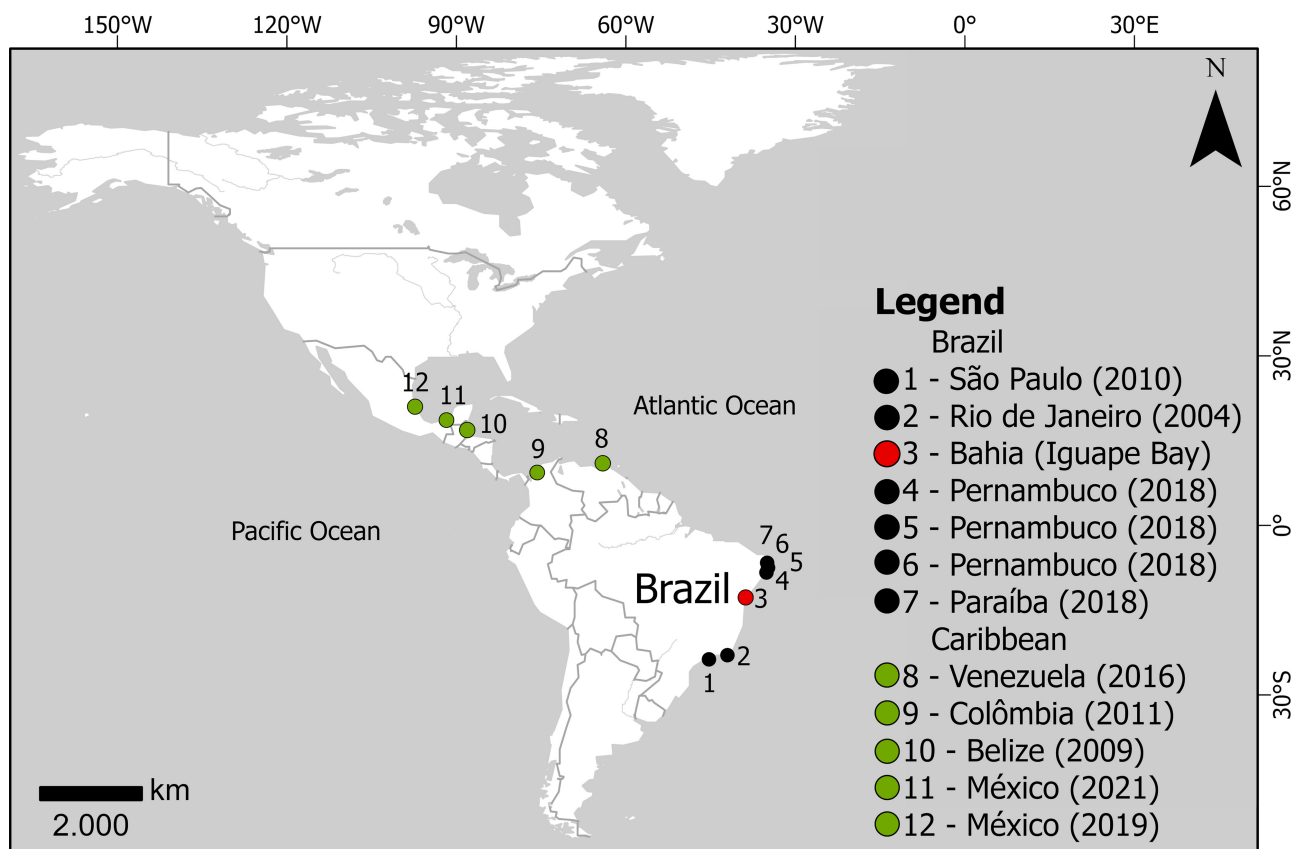 150°W 120°W 90°W 60°W 30°W 0° 30°E
N
60°N
30°N
0°
30°S
Atlantic Ocean
Pacific Ocean
Brazil
12
11
10
9
8
7
6
5
4
3
2
1
Legend
Brazil
1 - São Paulo (2010)
2 - Rio de Janeiro (2004)
3 - Bahia (Iguape Bay)
4 - Pernambuco (2018)
5 - Pernambuco (2018)
6 - Pernambuco (2018)
7 - Paraíba (2018)
Caribbean
8 - Venezuela (2016)
9 - Colômbia (2011)
10 - Belize (2009)
11 - México (2021)
12 - México (2019)
km
2.000